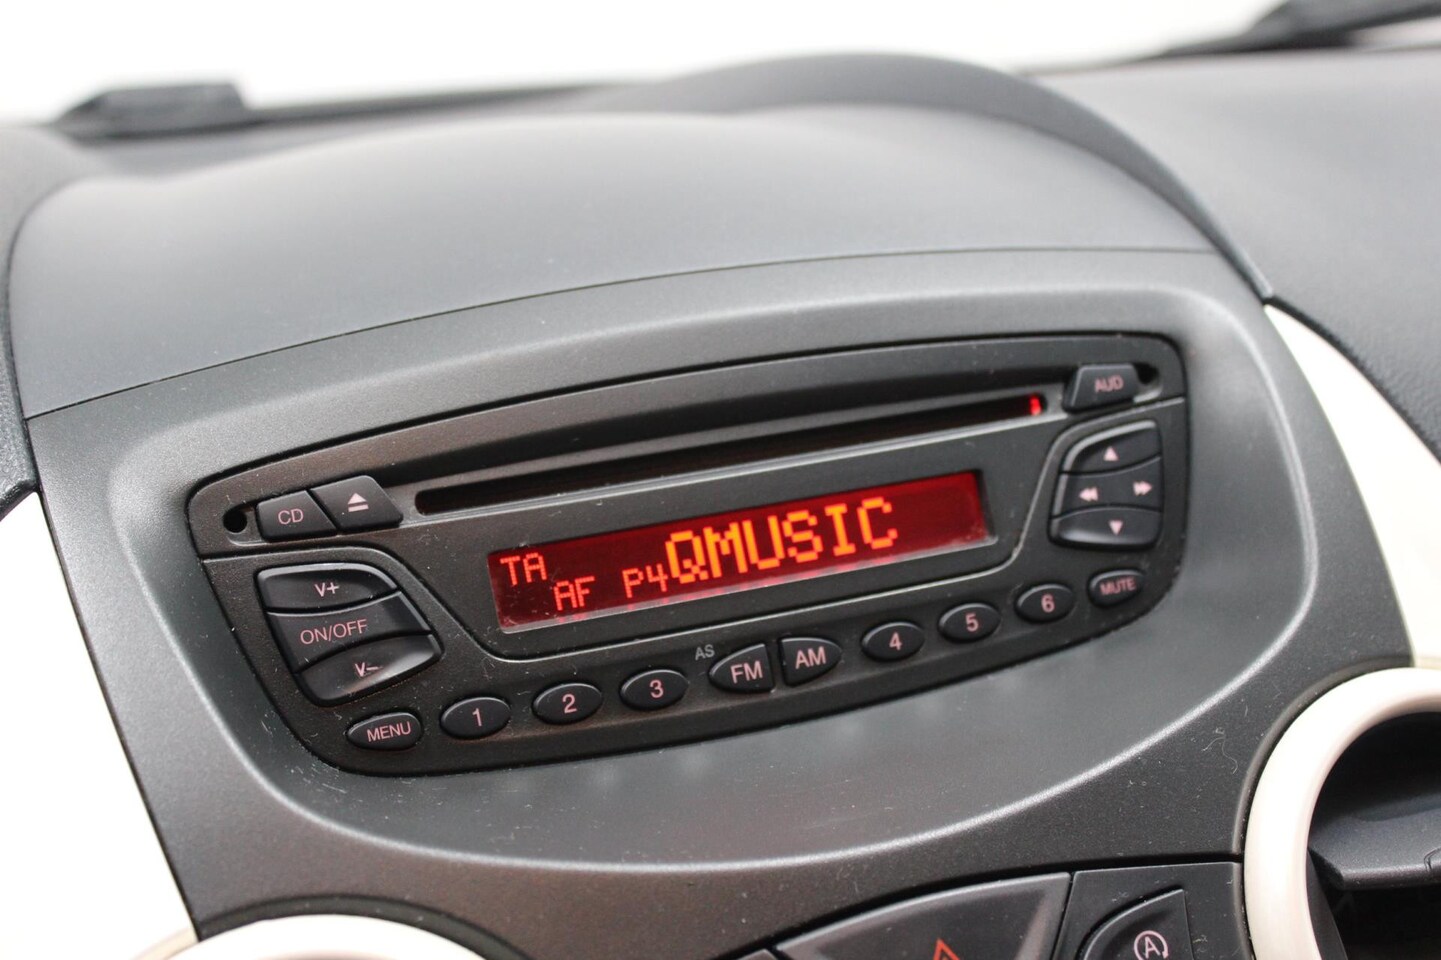 AUD
CD
TA
AF P4 QMUSIC
V+
ON/OFF
V-
MENU 1 2 3 AS FM AM 4 5 6 MUTE
A